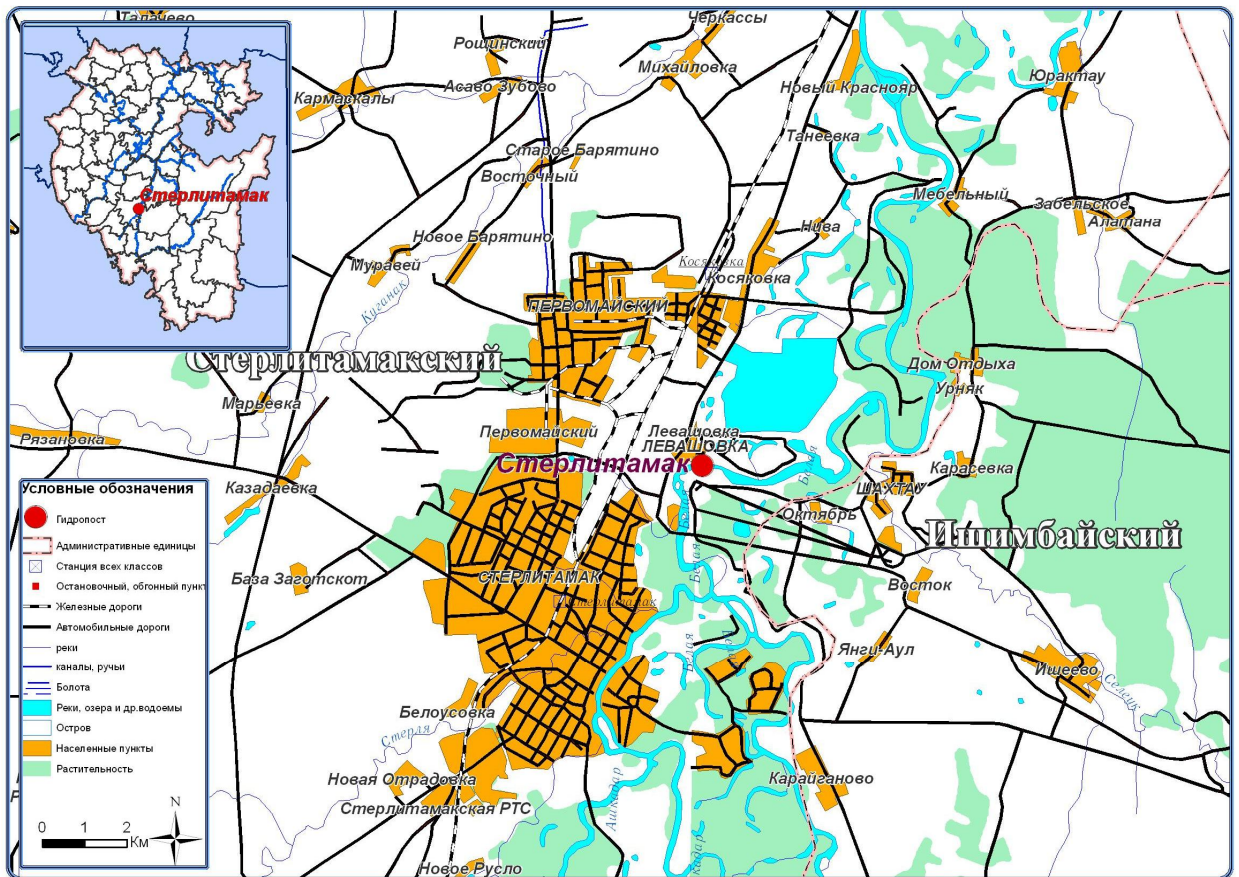 Талачево
Черкассы
Рощинский
Михайловка
Юрактау
Асаво Зубово
Новый Краснояр
Кармаскалы
Танеевка
Старое Барятино
Восточный
Стерлитамак
Мебельный
Забельское
Алатана
Нива
Новое Барятино
Косяковка
Муравей
Косяковка
Куганак
ПЕРВОМАЙСКИЙ
Стерлитамакский
Дом Отдыха
Урняк
Марьевка
Рязановка
Первомайский
Левашовка
ЛЕВАШОВКА
Стерлитамак
Белая
Карасевка
Казадаевка
ШАХТАУ
Октябрь
Белая
Ишимбайский
Белая
База Заготскот
СТЕРЛИТАМАК
Восток
Стерлитамак
Белая
Янги-Аул
Ишеево
Селеук
Белоусовка
Стерля
Новая Отрадовка
Карайганово
Стерлитамакская РТС
Ашкадар
Новое Русло
кадар
Условные обозначения
Гидропост
Административные единицы
Станция всех классов
Остановочный, обгонный пункт
Железные дороги
Автомобильные дороги
реки
каналы, ручьи
Болота
Реки, озера и др.водоемы
Остров
Населенные пункты
Растительность
N
0 1 2
Км